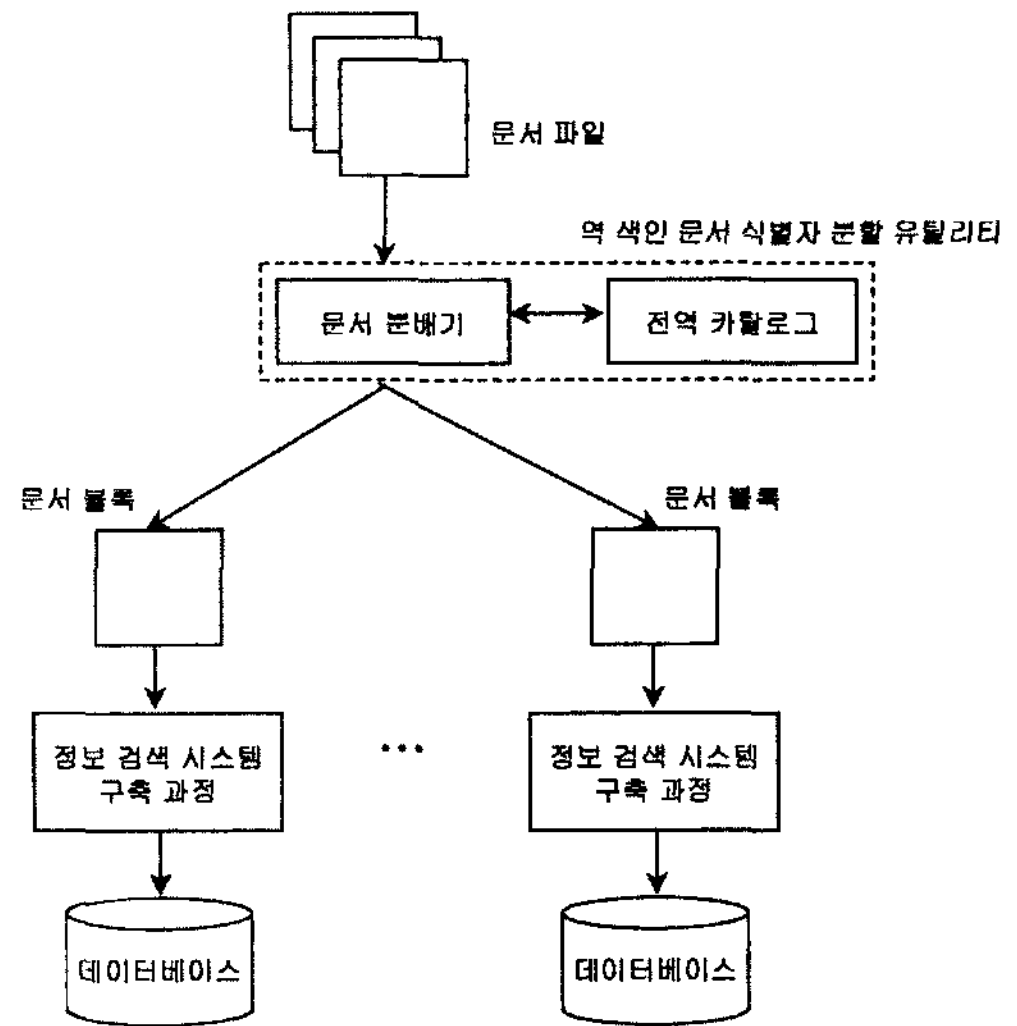 문서 파일
역 색인 문서 식별자 분할 유틸리티
문서 분배기
전역 카탈로그
문서 블록
문서 블록
정보 검색 시스템
구축 과정
...
정보 검색 시스템
구축 과정
데이터베이스
데이터베이스